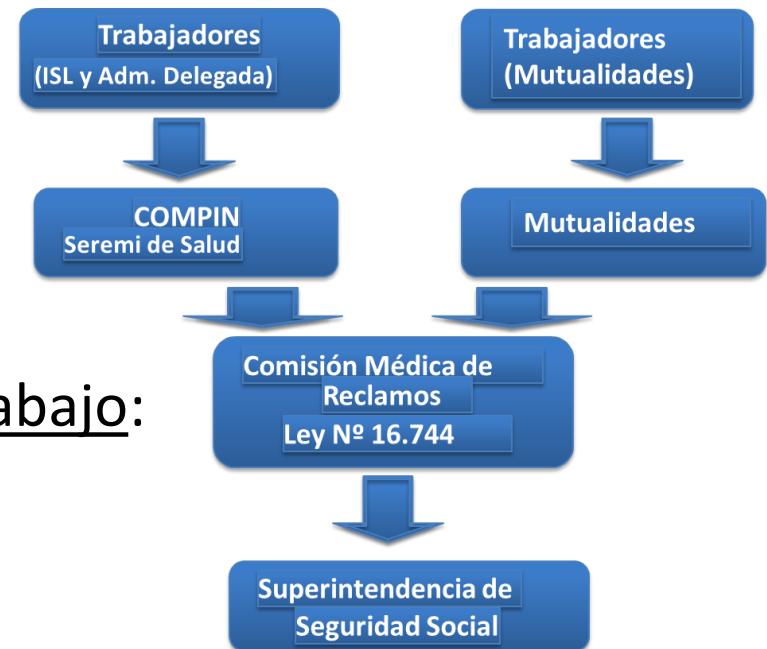 Trabajadores
(ISL y Adm. Delegada)
Trabajadores
(Mutualidades)
COMPIN
Seremi de Salud
Mutualidades
Comisión Médica de
Reclamos
Ley Nº 16.744
abajo:
Superintendencia de
Seguridad Social